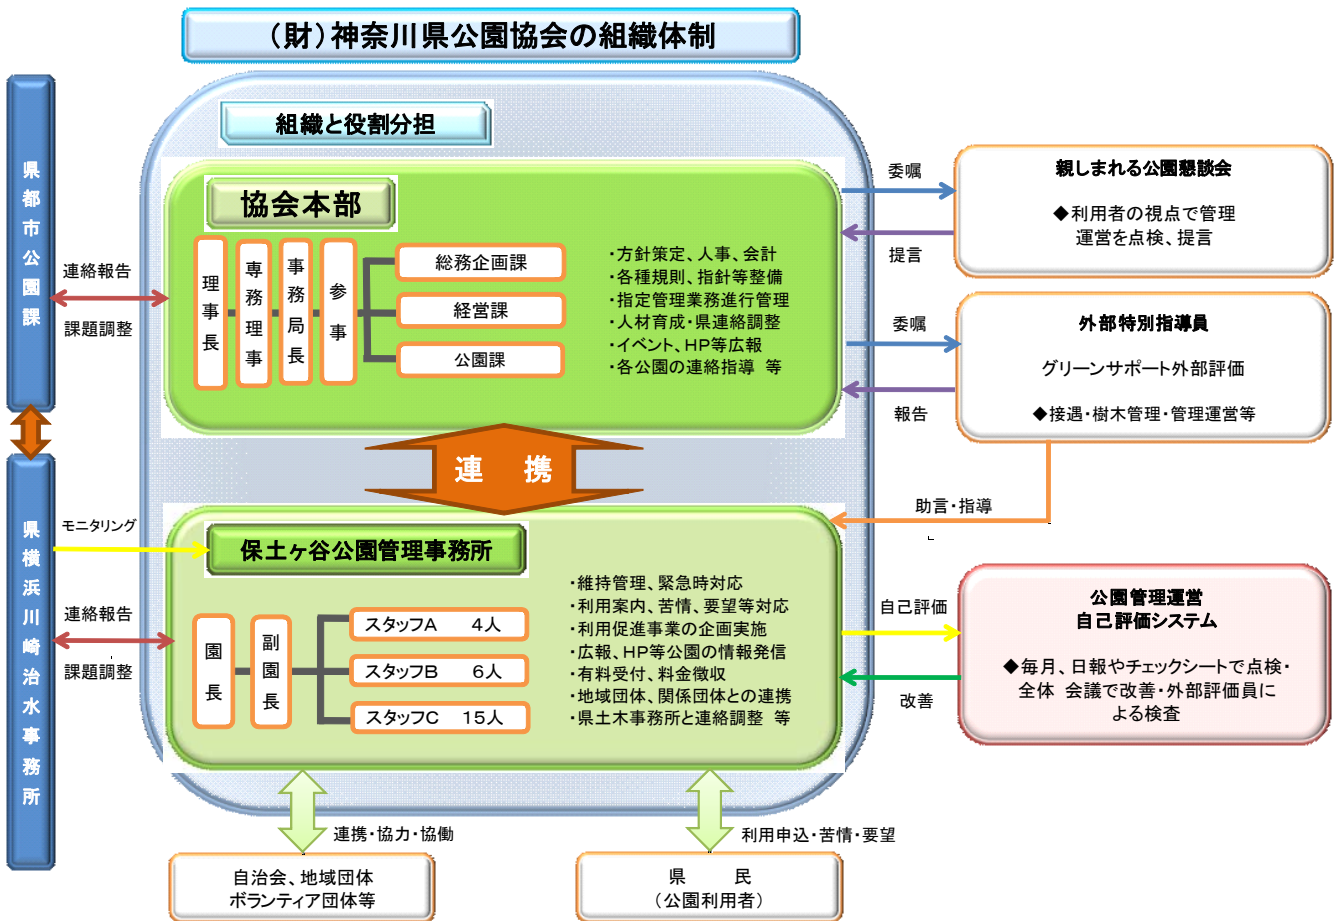 （財）神奈川県公園協会の組織体制
組織と役割分担
県都市公園課
連絡報告
課題調整
協会本部
理事長
専務理事
事務局長
参事
総務企画課
経営課
公園課
・方針策定、人事、会計
・各種規則、指針等整備
・指定管理業務進行管理
・人材育成・県連絡調整
・イベント、HP等広報
・各公園の連絡指導 等
委嘱
提言
親しまれる公園懇談会
◆利用者の視点で管理
運営を点検、提言
委嘱
報告
外部特別指導員
グリーンサポート外部評価
◆接遇・樹木管理・管理運営等
連　携
助言・指導
県横浜川崎治水事務所
モニタリング
連絡報告
課題調整
保土ヶ谷公園管理事務所
園長
副園長
スタッフA　4人
スタッフB　6人
スタッフC　15人
・維持管理、緊急時対応
・利用案内、苦情、要望等対応
・利用促進事業の企画実施
・広報、HP等公園の情報発信
・有料受付、料金徴収
・地域団体、関係団体との連携
・県土木事務所と連絡調整 等
自己評価
改善
公園管理運営
自己評価システム
◆毎月、日報やチェックシートで点検・
全体 会議で改善・外部評価員に
よる検査
連携・協力・協働
利用申込・苦情・要望
自治会、地域団体
ボランティア団体等
県　民
（公園利用者）